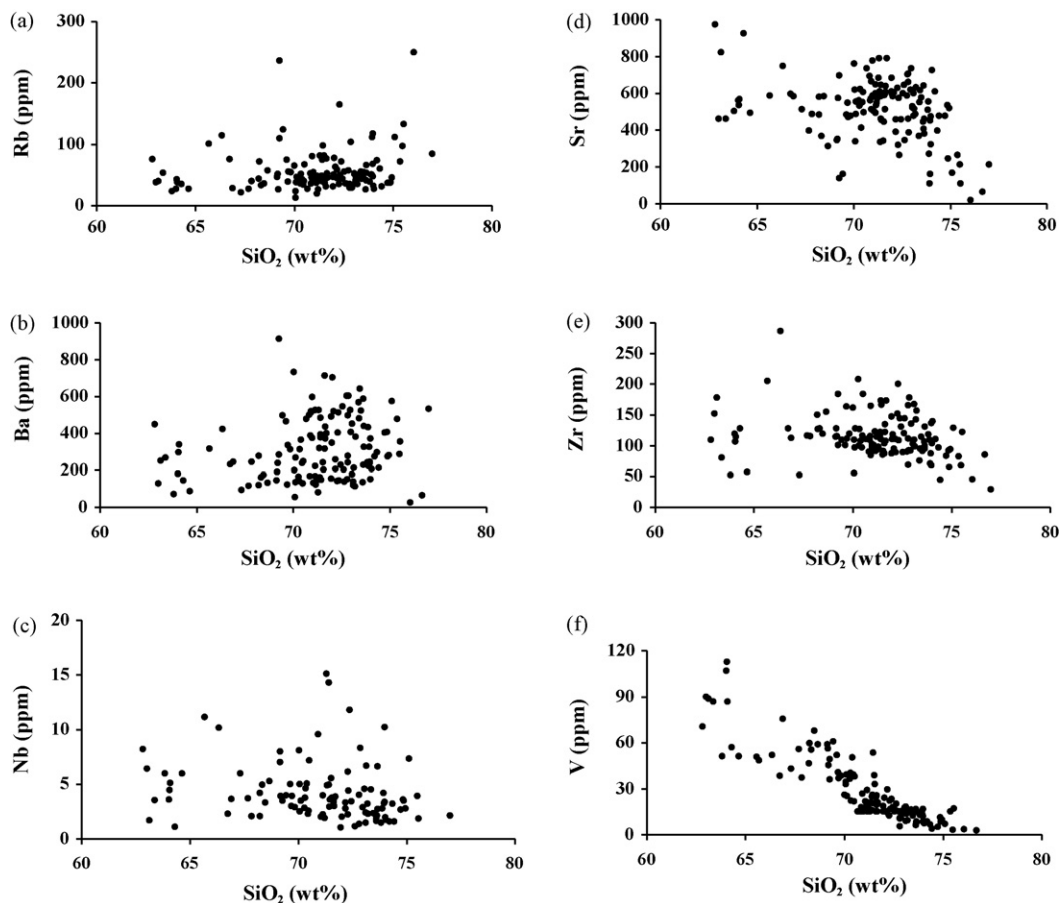 (a)
300
200
100
0
Rb (ppm)
60 65 70 75 80
SiO₂ (wt%)
(b)
1000
800
600
400
200
0
Ba (ppm)
60 65 70 75 80
SiO₂ (wt%)
(c)
20
15
10
5
0
Nb (ppm)
60 65 70 75 80
SiO₂ (wt%)
(d)
1000
800
600
400
200
0
Sr (ppm)
60 65 70 75 80
SiO₂ (wt%)
(e)
300
250
200
150
100
50
0
Zr (ppm)
60 65 70 75 80
SiO₂ (wt%)
(f)
120
90
60
30
0
V (ppm)
60 65 70 75 80
SiO₂ (wt%)